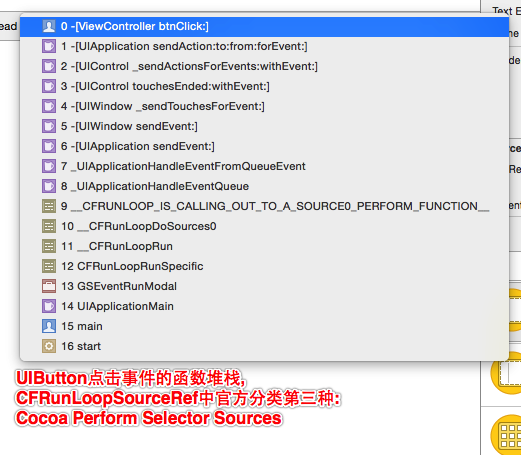 Text E
ead
0 -[ViewController btnClick:]
1 -[UIApplication sendAction:to:from:forEvent:]
2 -[UIControl _sendActionsForEvents:withEvent:]
3 -[UIControl touchesEnded:withEvent:]
4 -[UIWindow _sendTouchesForEvent:]
5 -[UIWindow sendEvent:]
6 -[UIApplication sendEvent:]
7 _UIApplicationHandleEventFromQueueEvent
8 _UIApplicationHandleEventQueue
9 __CFRUNLOOP_IS_CALLING_OUT_TO_A_SOURCE0_PERFORM_FUNCTION__
10 __CFRunLoopDoSources0
11 __CFRunLoopRun
12 CFRunLoopRunSpecific
13 GSEventRunModal
14 UIApplicationMain
15 main
16 start
UIButton点击事件的函数堆栈,
CFRunLoopSourceRef中官方分类第三种:
Cocoa Perform Selector Sources